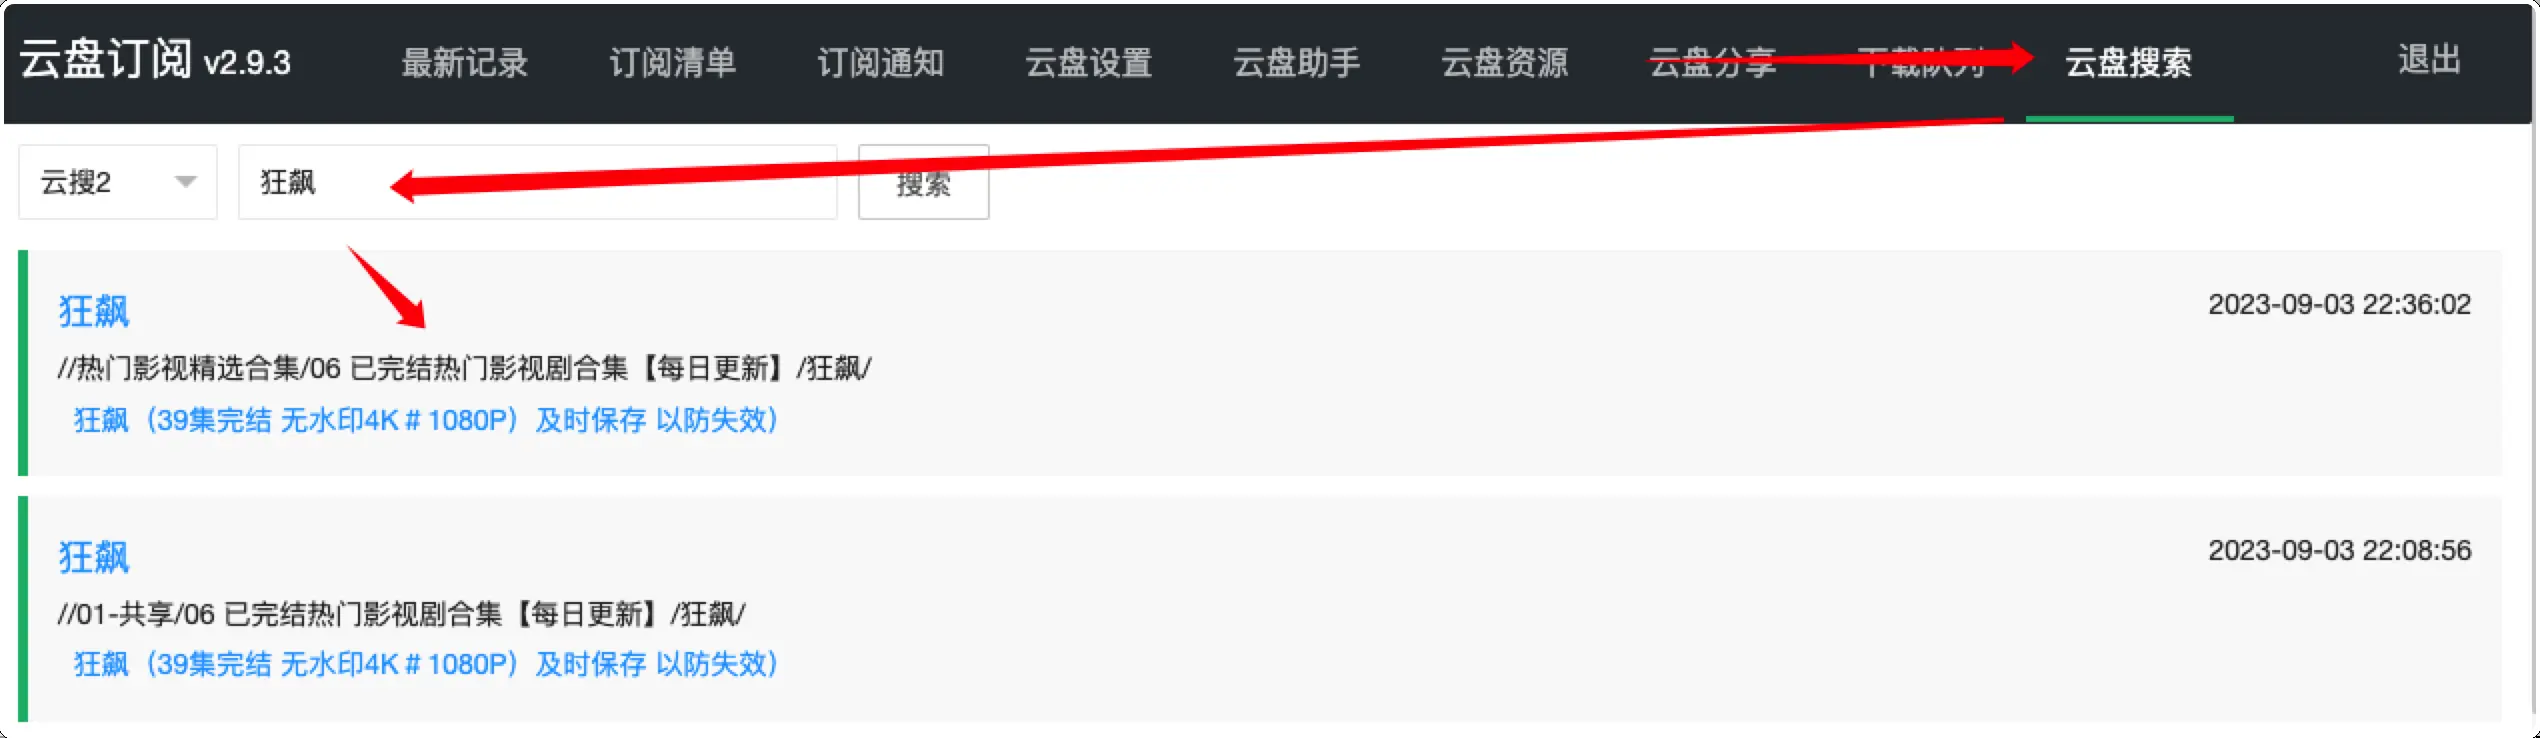 云盘订阅 v2.9.3 最新记录 订阅清单 订阅通知 云盘设置 云盘助手 云盘资源 云盘分享 下载队列 云盘搜索 退出
云搜2 狂飙 搜索
狂飙 2023-09-03 22:36:02
//热门影视精选合集/06 已完结热门影视剧合集【每日更新】/狂飙/
狂飙（39集完结 无水印4K＃1080P）及时保存 以防失效）
狂飙 2023-09-03 22:08:56
//01-共享/06 已完结热门影视剧合集【每日更新】/狂飙/
狂飙（39集完结 无水印4K＃1080P）及时保存 以防失效）